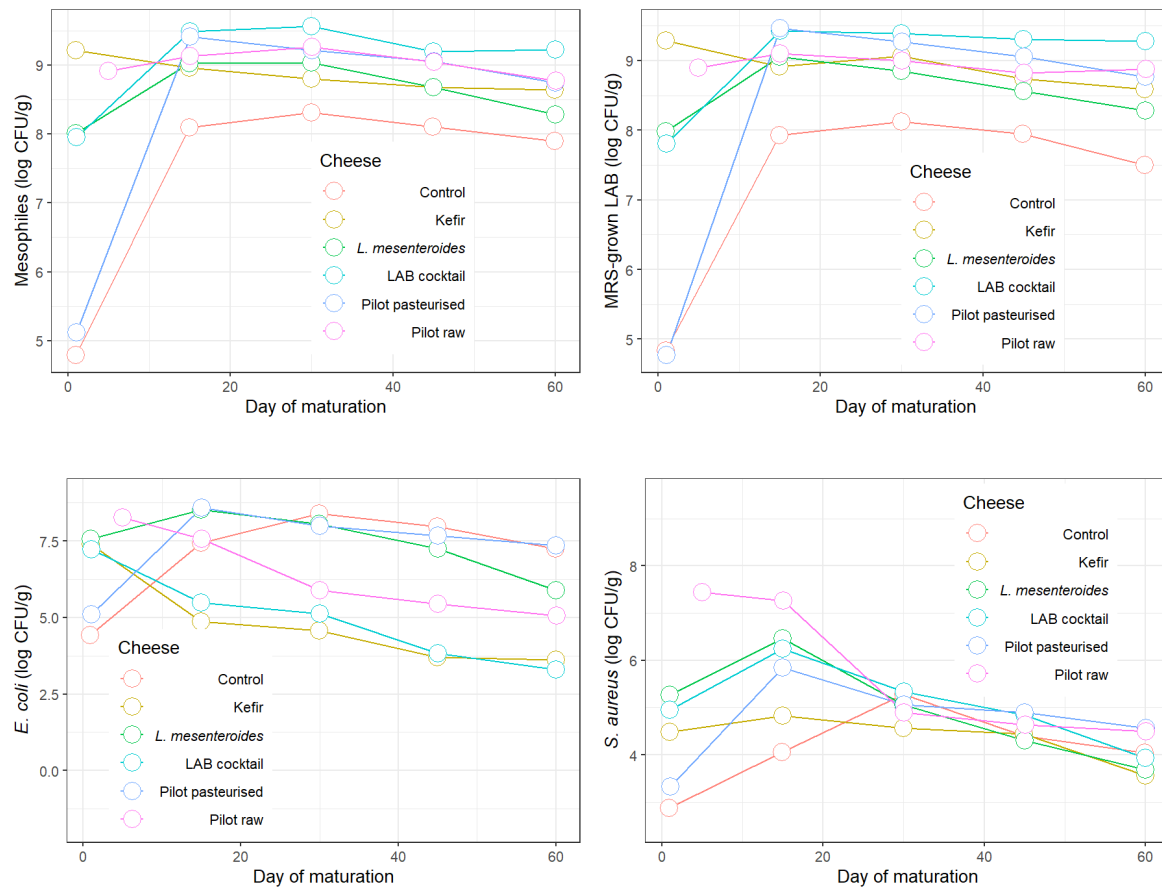 Mesophiles (log CFU/g)
9
8
7
6
5
0
20
40
60
Day of maturation
Cheese
Control
Kefir
L. mesenteroides
LAB cocktail
Pilot pasteurised
Pilot raw
MRS-grown LAB (log CFU/g)
9
8
7
6
5
0
20
40
60
Day of maturation
Cheese
Control
Kefir
L. mesenteroides
LAB cocktail
Pilot pasteurised
Pilot raw
E. coli (log CFU/g)
7.5
5.0
2.5
0.0
0
20
40
60
Day of maturation
Cheese
Control
Kefir
L. mesenteroides
LAB cocktail
Pilot pasteurised
Pilot raw
S. aureus (log CFU/g)
8
6
4
0
20
40
60
Day of maturation
Cheese
Control
Kefir
L. mesenteroides
LAB cocktail
Pilot pasteurised
Pilot raw